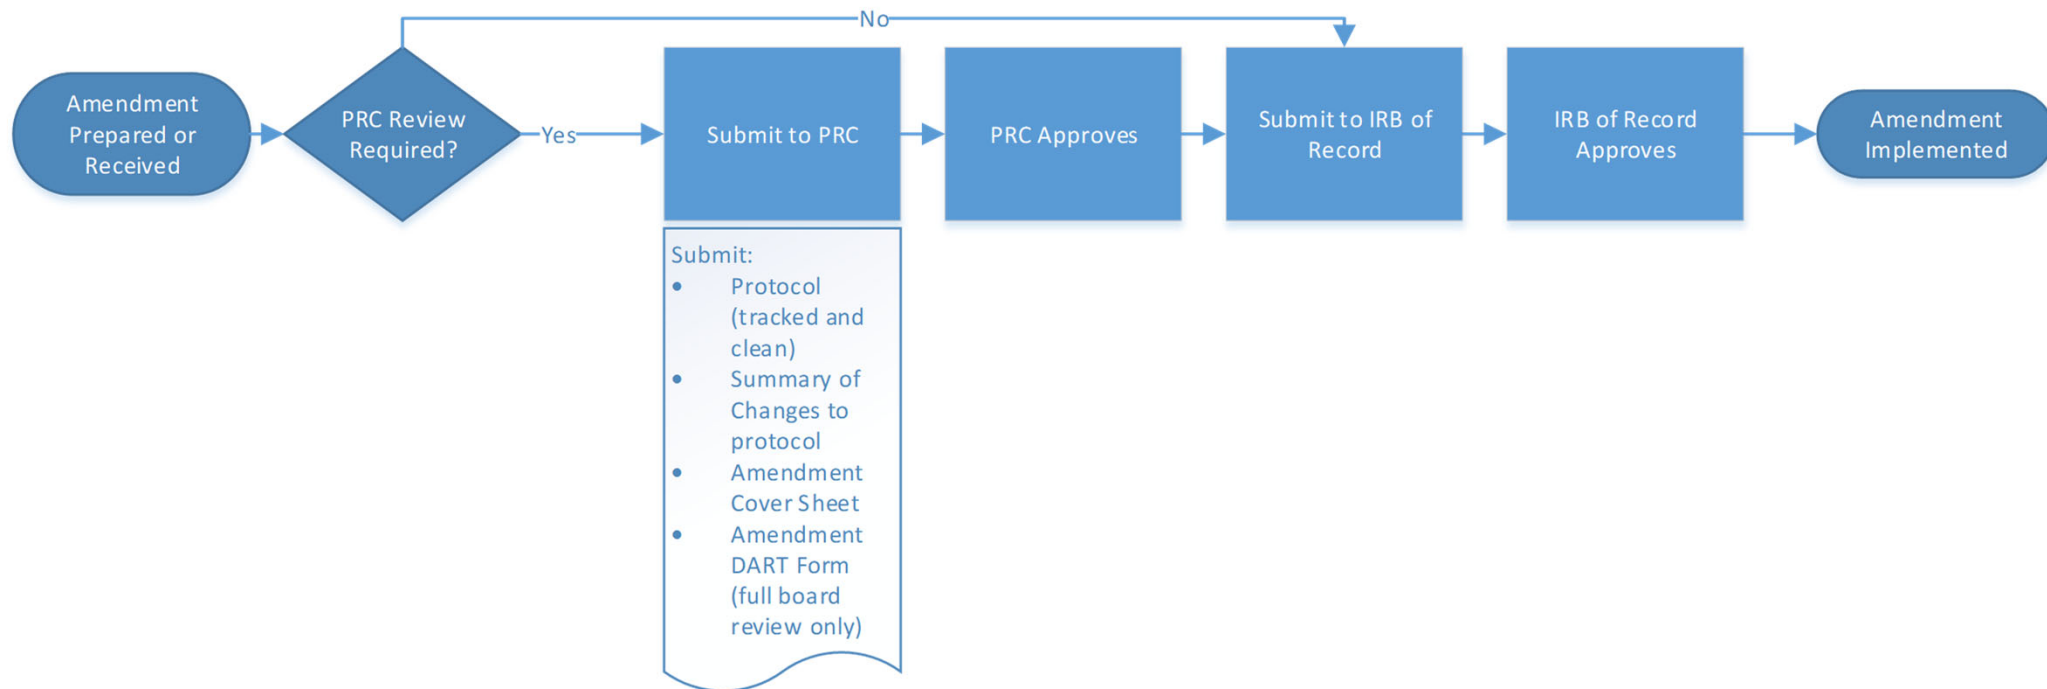 No
Amendment
Prepared or
Received
PRC Review
Required?
Yes
Submit to PRC
PRC Approves
Submit to IRB of
Record
IRB of Record
Approves
Amendment
Implemented
Submit:
• Protocol
(tracked and
clean)
• Summary of
Changes to
protocol
• Amendment
Cover Sheet
• Amendment
DART Form
(full board
review only)